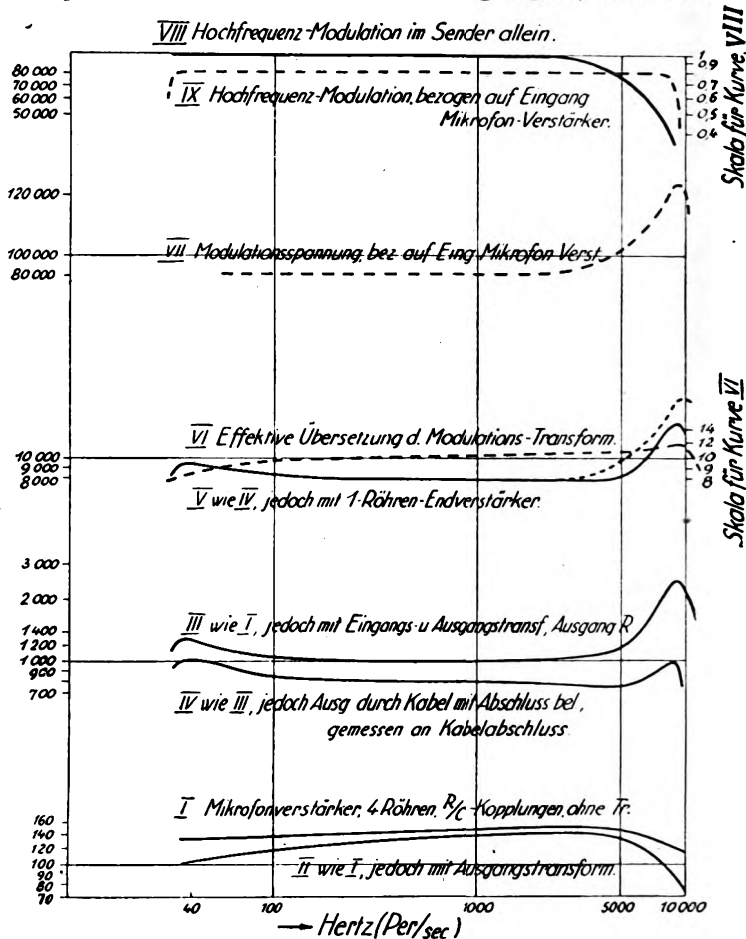 VIII Hochfrequenz-Modulation im Sender allein.
Skala für Kurve VIII
1
0,9
0,7
0,6
0,5
0,4
80 000
70 000
60 000
50 000
IX Hochfrequenz-Modulation, bezogen auf Eingang
Mikrofon-Verstärker.
120 000
100 000
80 000
VII Modulationsspannung, bez auf Eing Mikrofon Verst.
Skala für Kurve VI
14
12
10
9
8
VI Effektive Übersetzung d. Modulations-Transform.
10 000
9 000
8 000
V wie IV, jedoch mit 1-Röhren-Endverstärker.
3 000
2 000
1 400
1 200
1 000
900
700
III wie I, jedoch mit Eingangs- u Ausgangstransf, Ausgang R
IV wie III, jedoch Ausg durch Kabel mit Abschluss bel,
gemessen an Kabelabschluss.
I Mikrofonverstärker, 4 Röhren, R/C-Kopplungen, ohne Tr.
160
140
120
100
90
80
70
II wie I, jedoch mit Ausgangstransform.
40 100 1000 5000 10 000
→ Hertz (Per/sec)